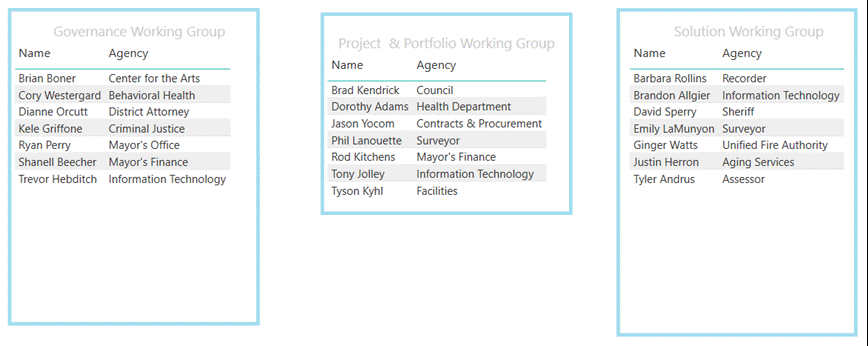 Governance Working Group
Name Agency
Brian Boner Center for the Arts
Cory Westergard Behavioral Health
Dianne Orcutt District Attorney
Kele Griffone Criminal Justice
Ryan Perry Mayor's Office
Shanell Beecher Mayor's Finance
Trevor Hebditch Information Technology
Project & Portfolio Working Group
Name Agency
Brad Kendrick Council
Dorothy Adams Health Department
Jason Yocom Contracts & Procurement
Phil Lanouette Surveyor
Rod Kitchens Mayor's Finance
Tony Jolley Information Technology
Tyson Kyhl Facilities
Solution Working Group
Name Agency
Barbara Rollins Recorder
Brandon Allgier Information Technology
David Sperry Sheriff
Emily LaMunyon Surveyor
Ginger Watts Unified Fire Authority
Justin Herron Aging Services
Tyler Andrus Assessor